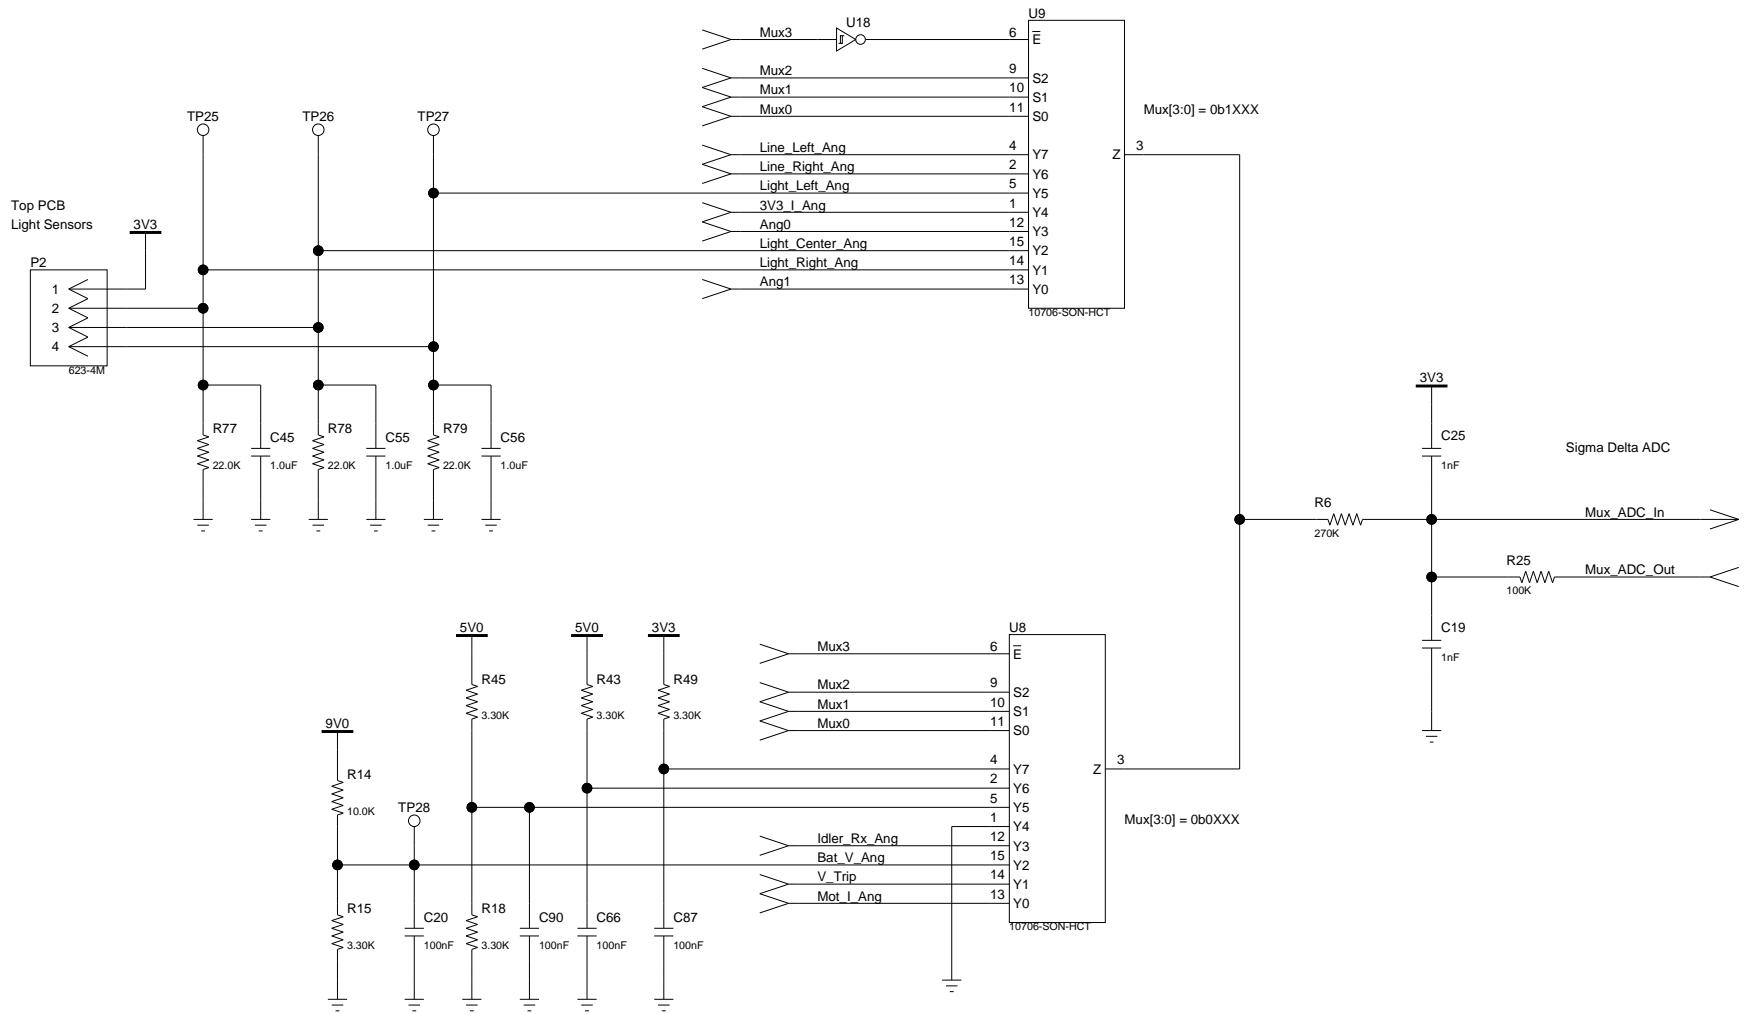 U9
U18
Mux3
6
E
Mux2
9
S2
Mux1
10
S1
Mux0
11
S0
Mux[3:0] = 0b1XXX
TP25
TP26
TP27
Line_Left_Ang
4
Y7
Z
3
Line_Right_Ang
2
Y6
Light_Left_Ang
5
Y5
3V3_I_Ang
1
Y4
Ang0
12
Y3
Light_Center_Ang
15
Y2
Light_Right_Ang
14
Y1
Ang1
13
Y0
10706-SON-HCT
Top PCB
Light Sensors
3V3
P2
1
2
3
4
623-4M
R77
22.0K
C45
1.0uF
R78
22.0K
C55
1.0uF
R79
22.0K
C56
1.0uF
3V3
C25
1nF
Sigma Delta ADC
R6
270K
Mux_ADC_In
R25
100K
Mux_ADC_Out
C19
1nF
5V0
5V0
3V3
U8
Mux3
6
E
R45
3.30K
R43
3.30K
R49
3.30K
Mux2
9
S2
Mux1
10
S1
Mux0
11
S0
9V0
4
Y7
Z
3
R14
10.0K
2
Y6
TP28
5
Y5
1
Y4
Mux[3:0] = 0b0XXX
Idler_Rx_Ang
12
Y3
Bat_V_Ang
15
Y2
V_Trip
14
Y1
Mot_I_Ang
13
Y0
10706-SON-HCT
R15
3.30K
C20
100nF
R18
3.30K
C90
100nF
C66
100nF
C87
100nF